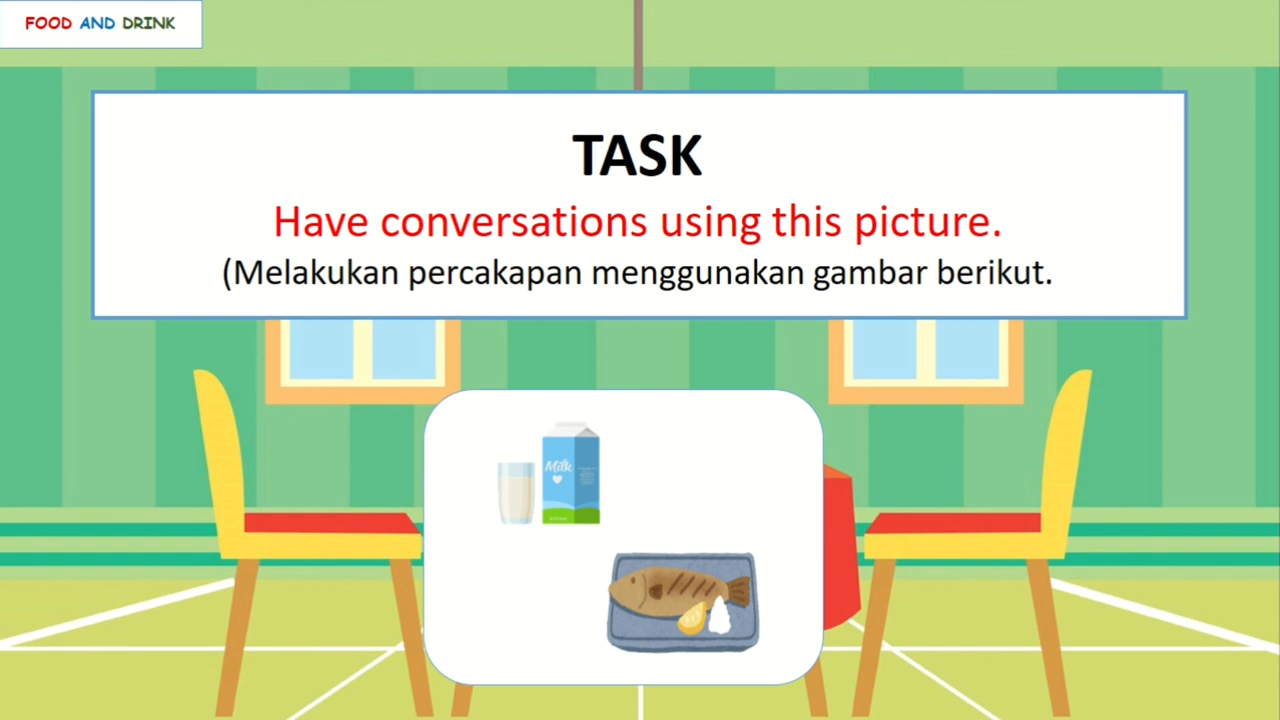 FOOD AND DRINK
TASK
Have conversations using this picture.
(Melakukan percakapan menggunakan gambar berikut.
Milk